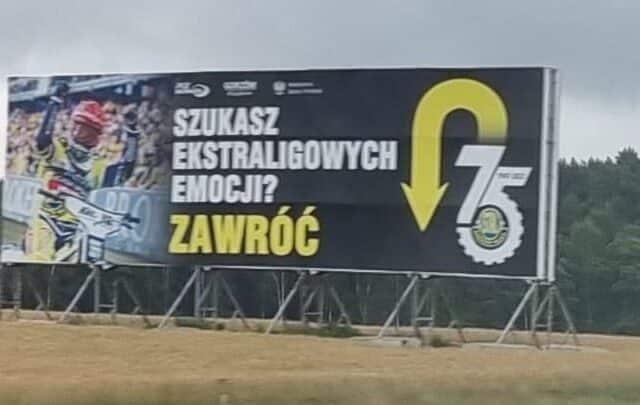 SZUKASZ
EKSTRALIGOWYCH
EMOCJI?
ZAWRÓĆ
75